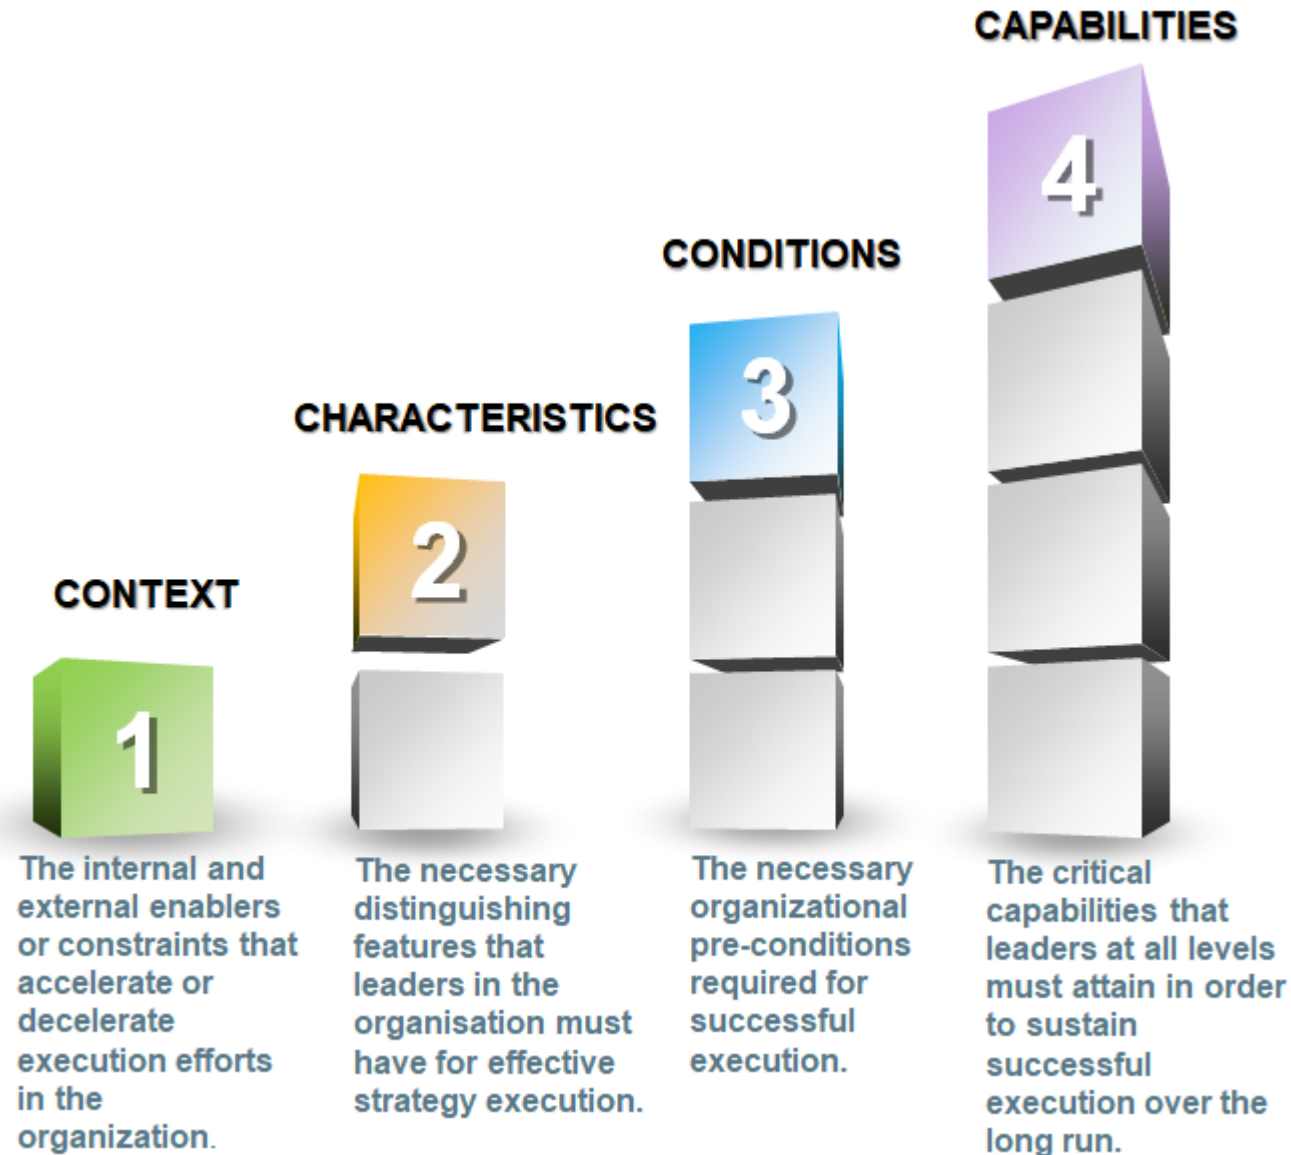 CONTEXT
1
The internal and
external enablers
or constraints that
accelerate or
decelerate
execution efforts
in the
organization.
CHARACTERISTICS
2
The necessary
distinguishing
features that
leaders in the
organisation must
have for effective
strategy execution.
CONDITIONS
3
The necessary
organizational
pre-conditions
required for
successful
execution.
CAPABILITIES
4
The critical
capabilities that
leaders at all levels
must attain in order
to sustain
successful
execution over the
long run.